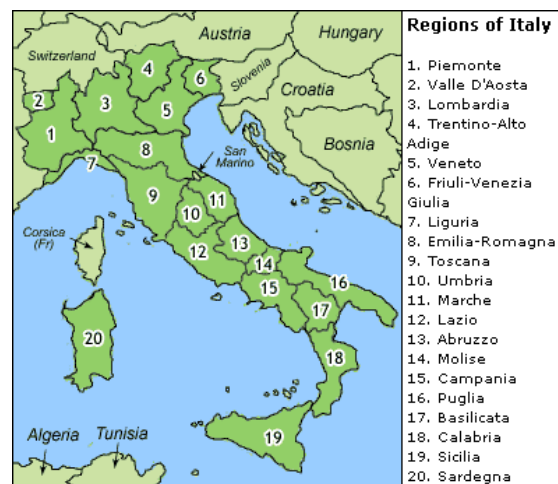 Austria
Hungary
Switzerland
Slovenia
Croatia
Bosnia
San
Marino
Corsica
(Fr)
Algeria
Tunisia
1
2
3
4
5
6
7
8
9
10
11
12
13
14
15
16
17
18
19
20
Regions of Italy
1. Piemonte
2. Valle D'Aosta
3. Lombardia
4. Trentino-Alto
Adige
5. Veneto
6. Friuli-Venezia
Giulia
7. Liguria
8. Emilia-Romagna
9. Toscana
10. Umbria
11. Marche
12. Lazio
13. Abruzzo
14. Molise
15. Campania
16. Puglia
17. Basilicata
18. Calabria
19. Sicilia
20. Sardegna